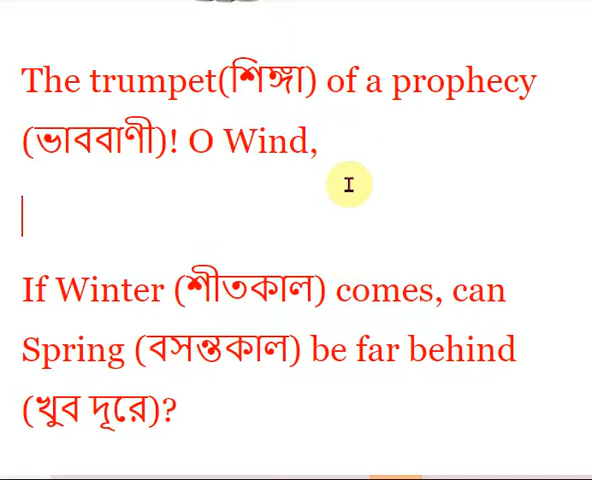 The trumpet(শিঙ্গা) of a prophecy
(ভাববাণী)! O Wind,
If Winter (শীতকাল) comes, can
Spring (বসন্তকাল) be far behind
(খুব দূরে)?